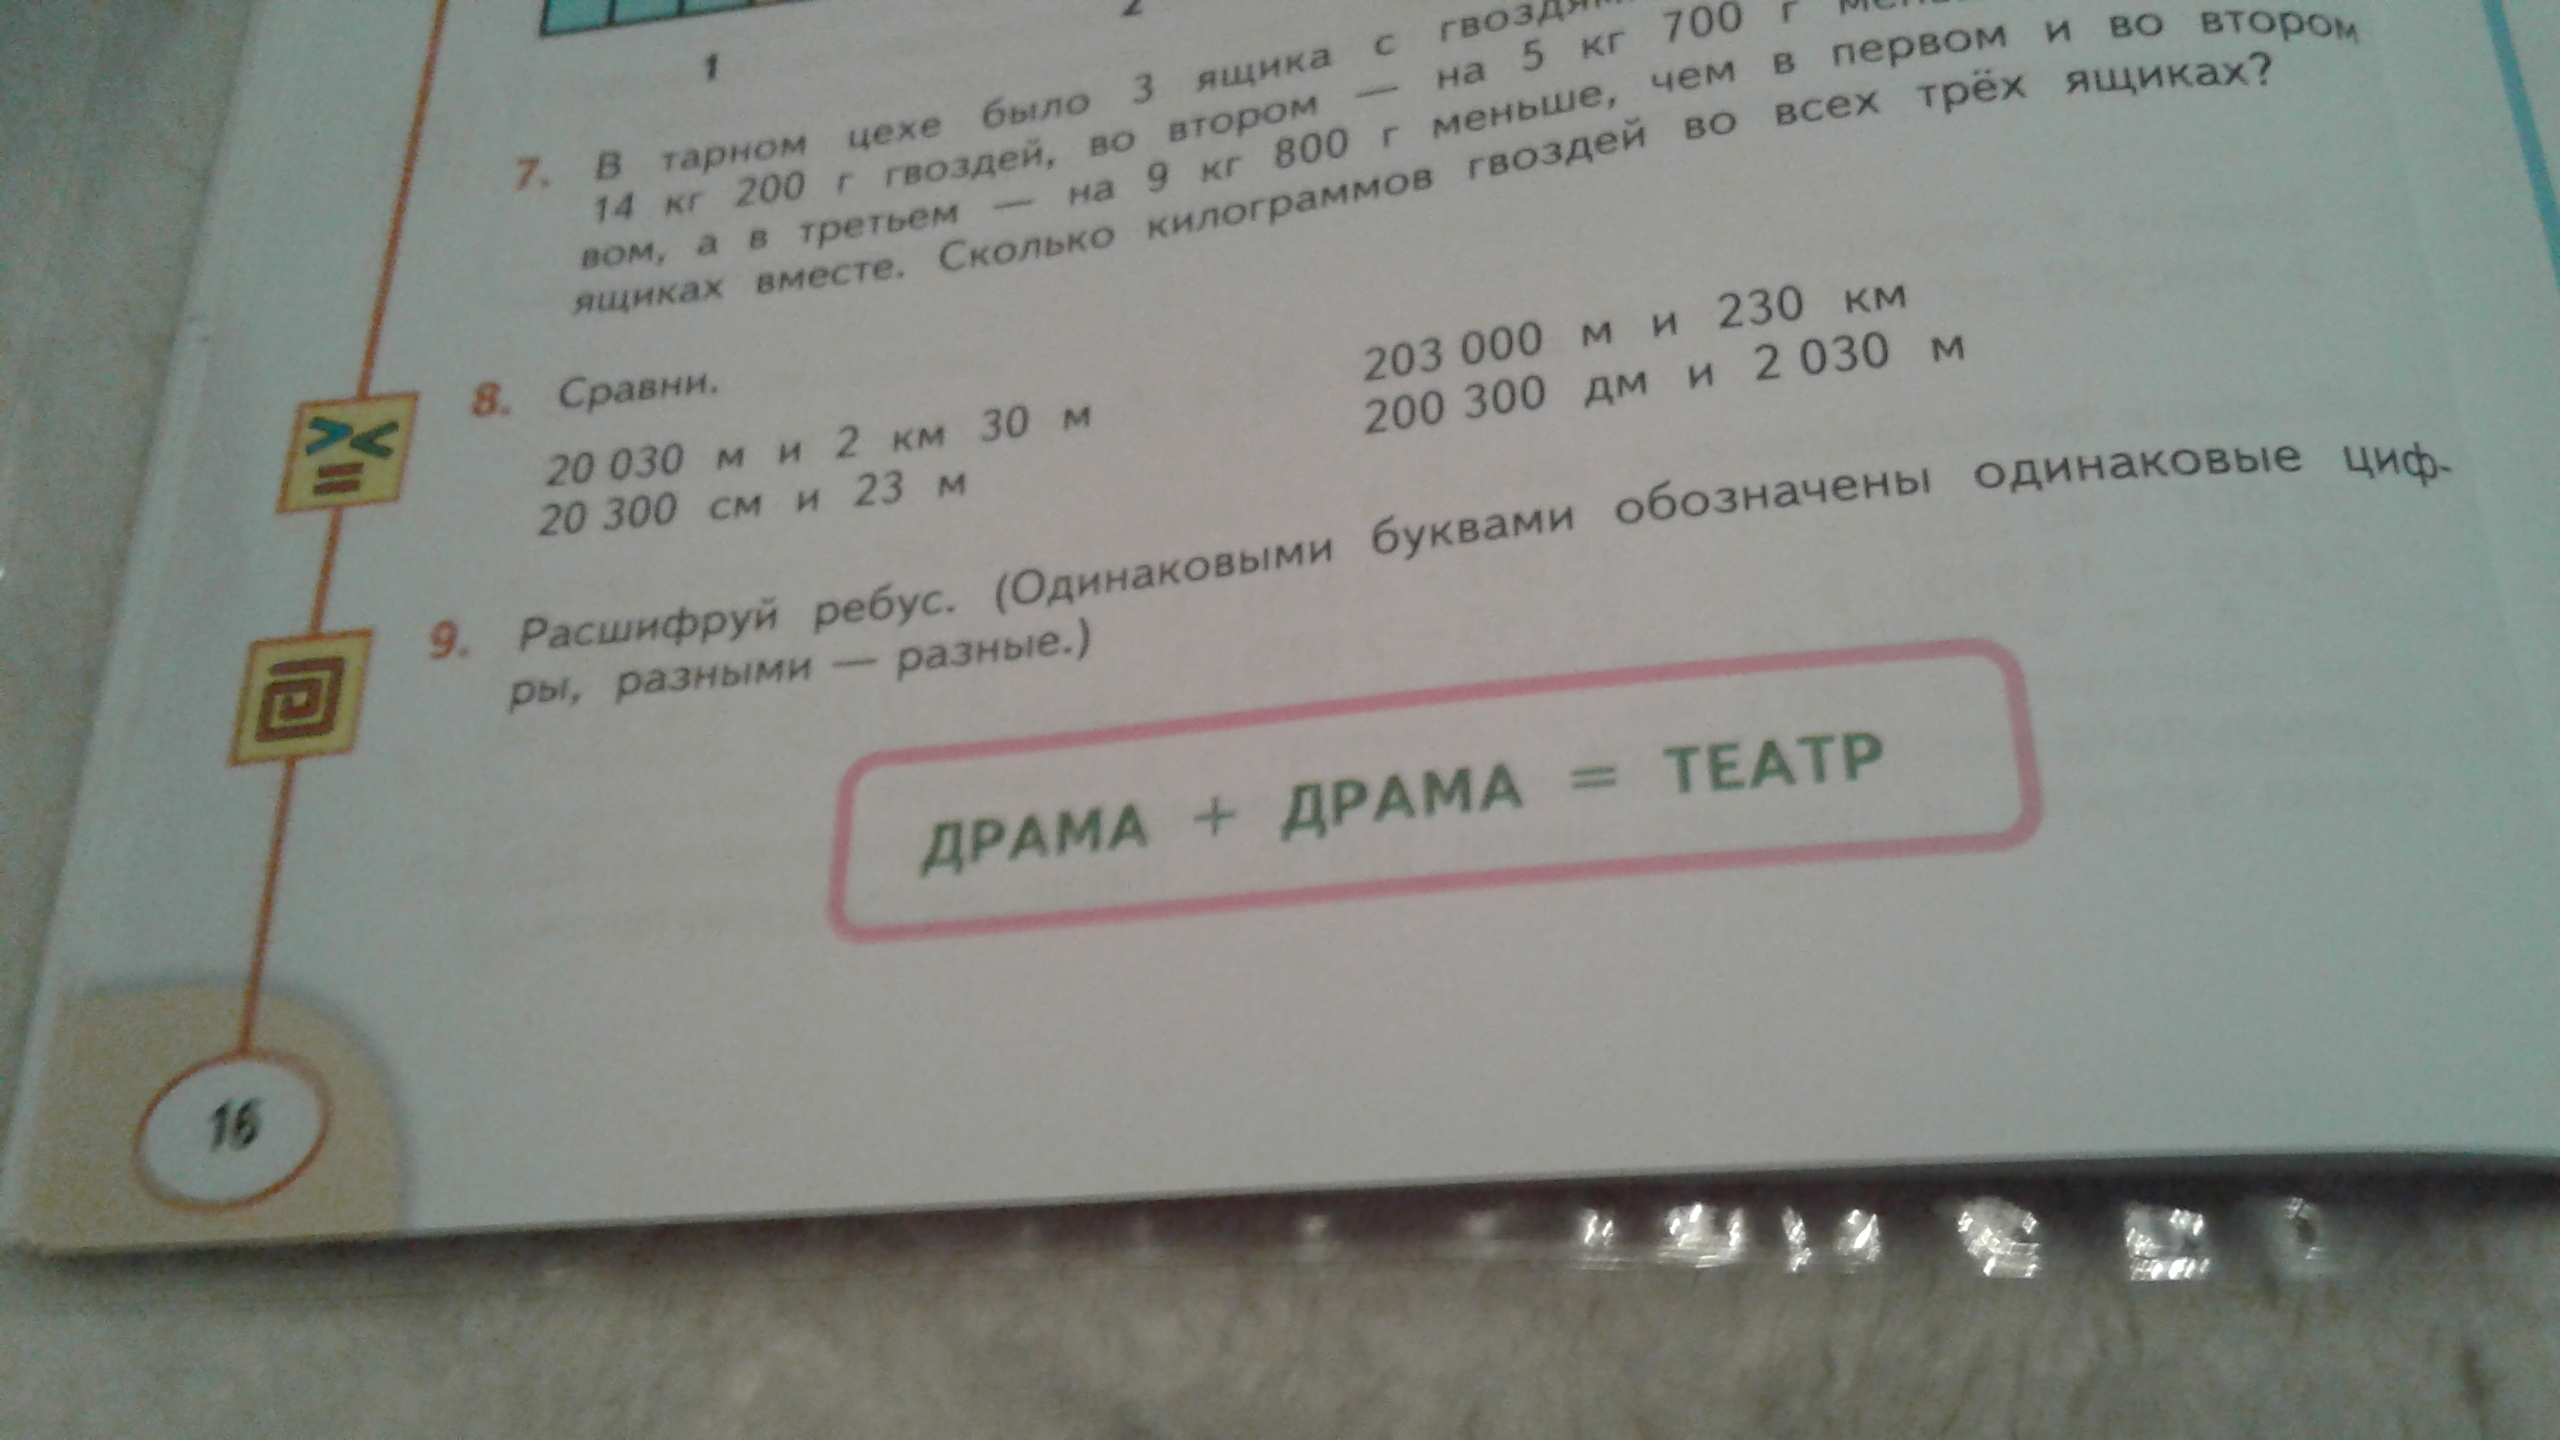 1
2
7. В тарном цехе было 3 ящика с
14 кг 200 г гвоздей, во втором — на 5 кг 700 г
вом, а в третьем — на 9 кг 800 г меньше, чем в первом и во втором
ящиках вместе. Сколько килограммов гвоздей во всех трёх ящиках?
8. Сравни.
20 030 м и 2 км 30 м
20 300 см и 23 м
203 000 м и 230 км
200 300 дм и 2 030 м
9. Расшифруй ребус. (Одинаковыми буквами обозначены одинаковые циф-
ры, разными — разные.)
ДРАМА + ДРАМА = ТЕАТР
> <
=
16